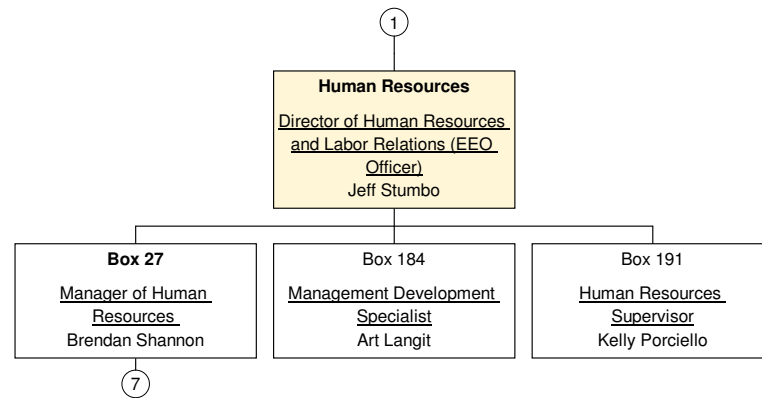 1
Human Resources
Director of Human Resources
and Labor Relations (EEO
Officer)
Jeff Stumbo
Box 27
Manager of Human
Resources
Brendan Shannon
Box 184
Management Development
Specialist
Art Langit
Box 191
Human Resources
Supervisor
Kelly Porciello
7